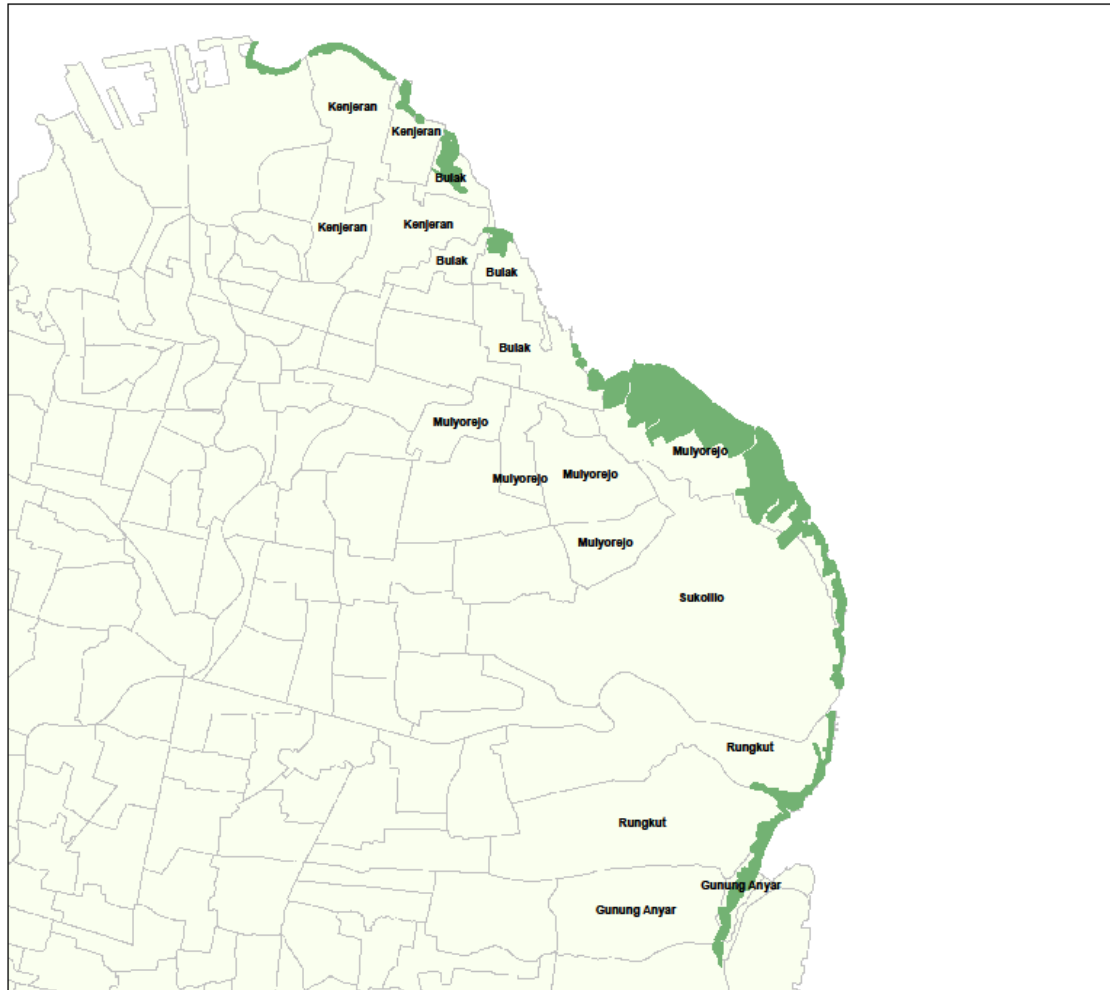 Kenjeran
Kenjeran
Bulak
Kenjeran
Kenjeran
Bulak
Bulak
Bulak
Mulyorejo
Mulyorejo
Mulyorejo
Mulyorejo
Mulyorejo
Sukolilo
Rungkut
Rungkut
Gunung Anyar
Gunung Anyar